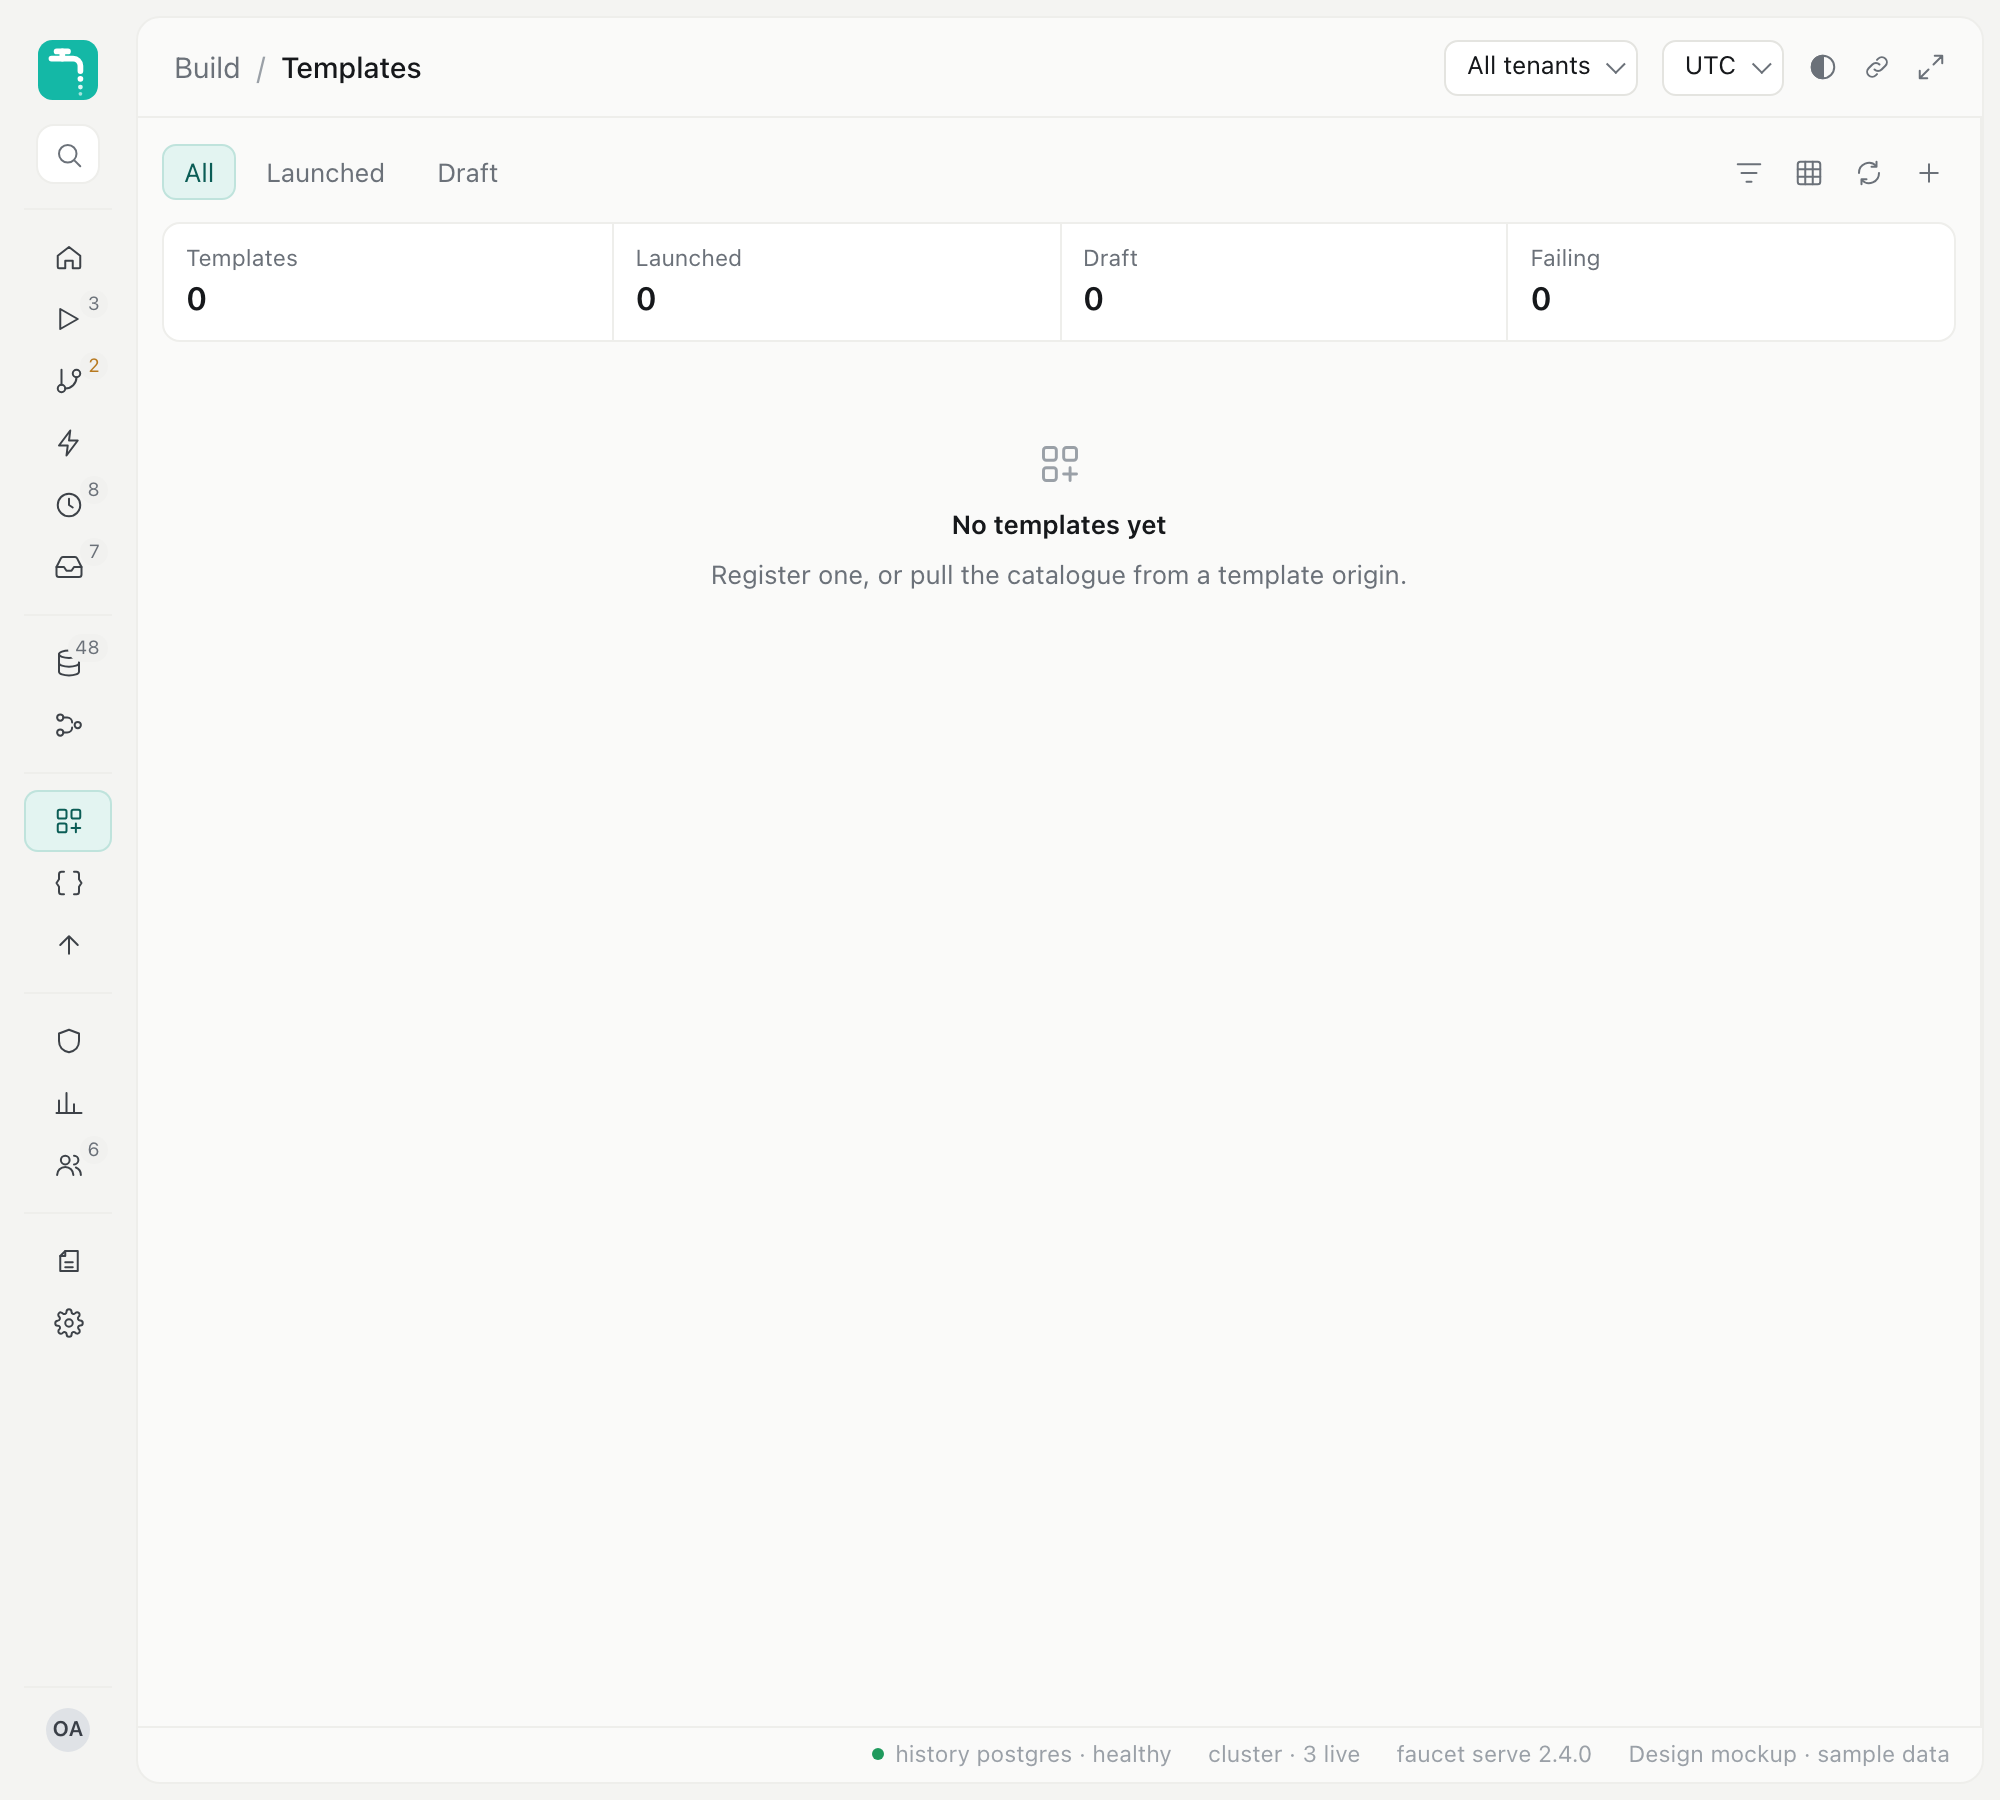 Build / Templates
All tenants
UTC
All
Launched
Draft
Templates
0
Launched
0
Draft
0
Failing
0
3
2
8
7
48
6
No templates yet
Register one, or pull the catalogue from a template origin.
OA
history postgres · healthy
cluster · 3 live
faucet serve 2.4.0
Design mockup · sample data